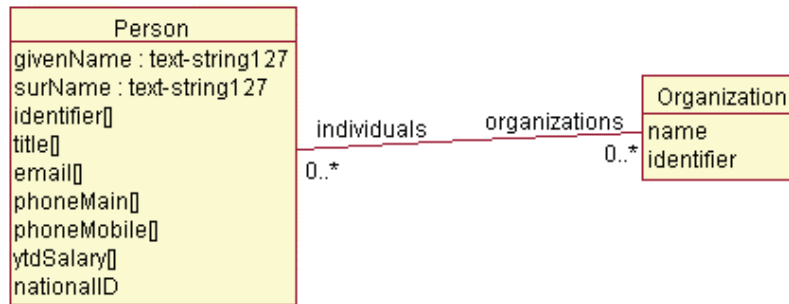 Person
givenName : text-string127
surName : text-string127
identifier[]
title[]
email[]
phoneMain[]
phoneMobile[]
ytdSalary[]
nationalID
individuals
0..*
organizations
0..*
Organization
name
identifier